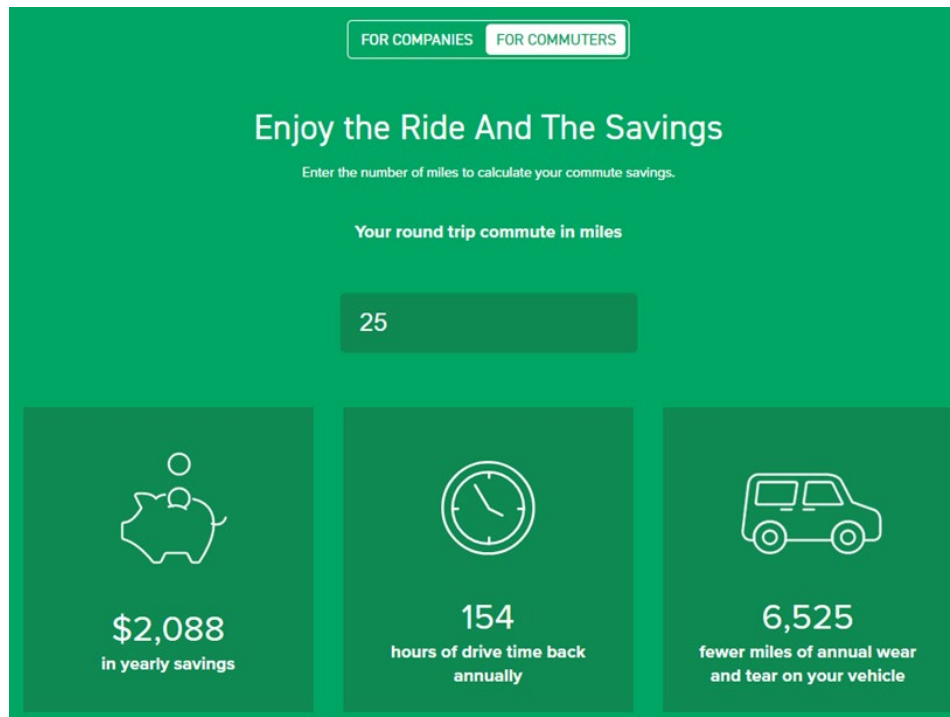 FOR COMPANIES FOR COMMUTERS
Enjoy the Ride And The Savings
Enter the number of miles to calculate your commute savings.
Your round trip commute in miles
25
$2,088
in yearly savings
154
hours of drive time back
annually
6,525
fewer miles of annual wear
and tear on your vehicle